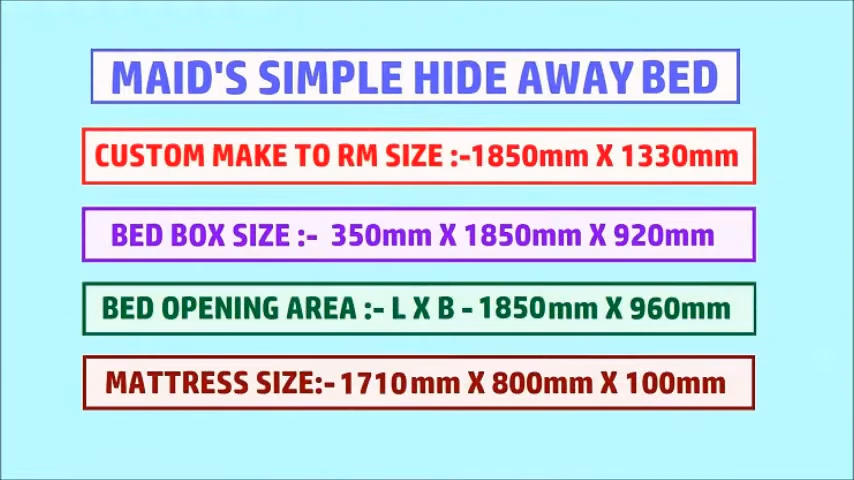 MAID'S SIMPLE HIDE AWAY BED
CUSTOM MAKE TO RM SIZE :-1850mm X 1330mm
BED BOX SIZE :- 350mm X 1850mm X 920mm
BED OPENING AREA :- L X B - 1850mm X 960mm
MATTRESS SIZE:- 1710mm X 800mm X 100mm